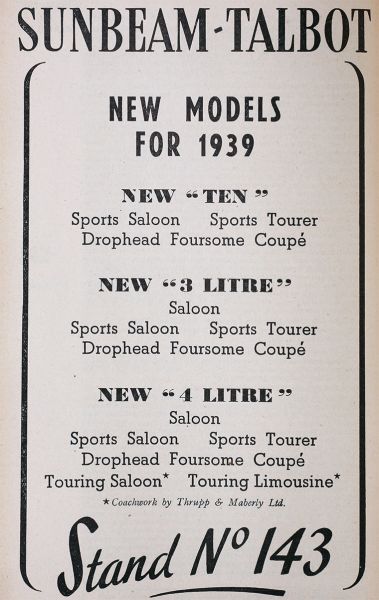 SUNBEAM-TALBOT
NEW MODELS
FOR 1939
NEW “TEN”
Sports Saloon Sports Tourer
Drophead Foursome Coupé
NEW “3 LITRE”
Saloon
Sports Saloon Sports Tourer
Drophead Foursome Coupé
NEW “4 LITRE”
Saloon
Sports Saloon Sports Tourer
Drophead Foursome Coupé
Touring Saloon* Touring Limousine*
*Coachwork by Thrupp & Maberly Ltd.
Stand Nº 143